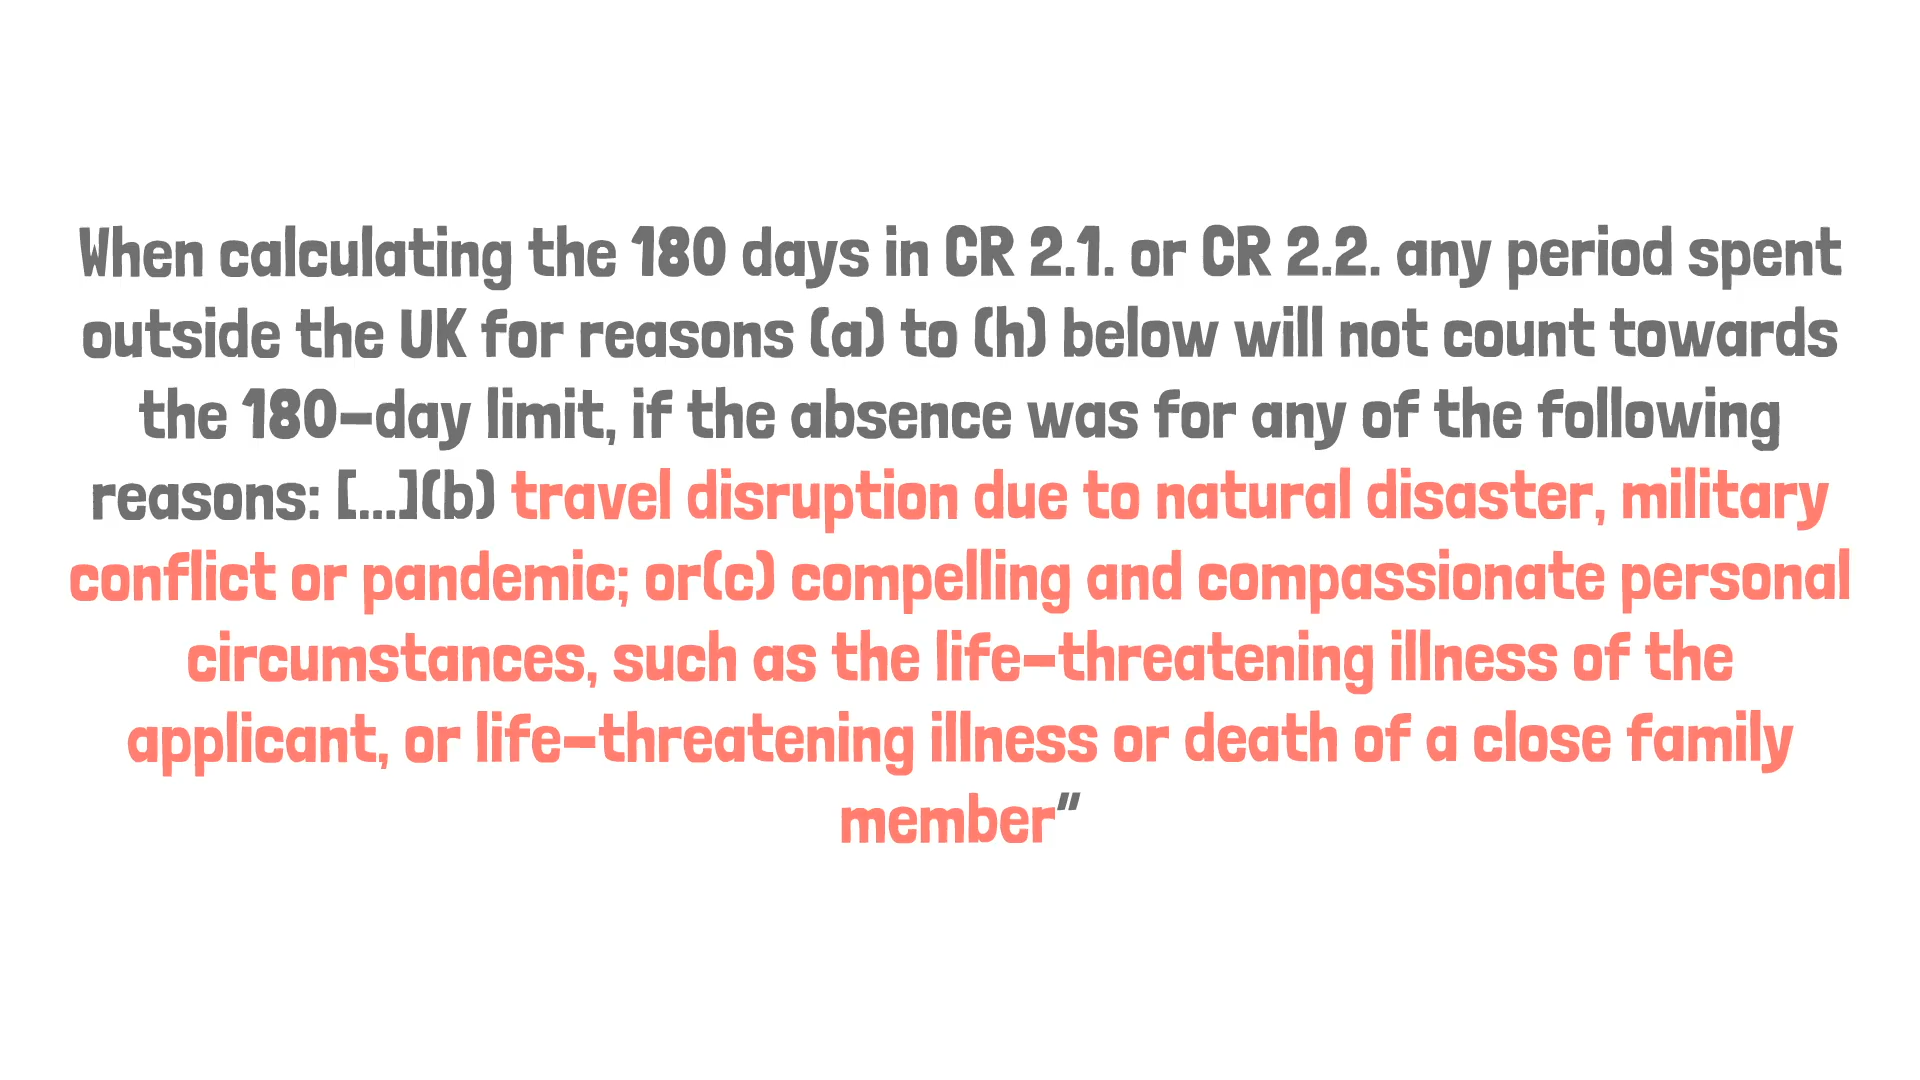 When calculating the 180 days in CR 2.1. or CR 2.2. any period spent
outside the UK for reasons (a) to (h) below will not count towards
the 180-day limit, if the absence was for any of the following
reasons: [...](b) travel disruption due to natural disaster, military
conflict or pandemic; or(c) compelling and compassionate personal
circumstances, such as the life-threatening illness of the
applicant, or life-threatening illness or death of a close family
member”